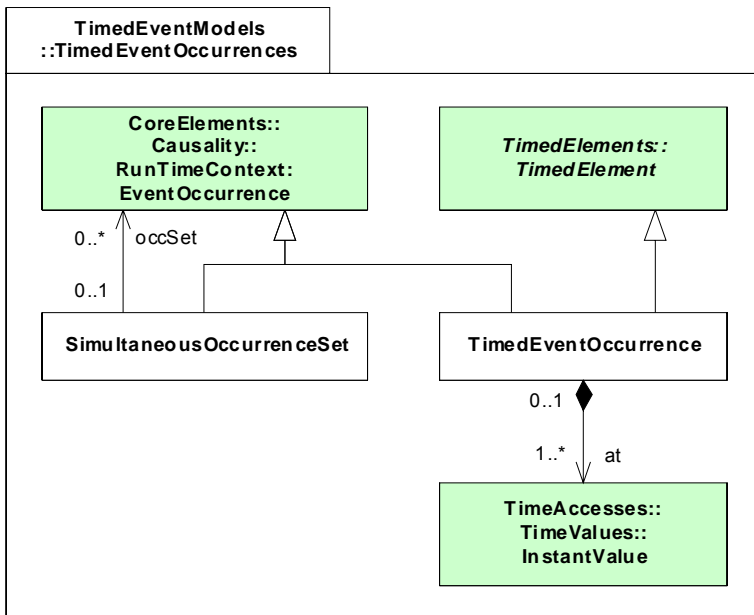 TimedEventModels
::TimedEventOccurrences
CoreElements::
Causality::
RunTimeContext:
EventOccurrence
TimedElements::
TimedElement
0..* occSet
0..1
SimultaneousOccurrenceSet
TimedEventOccurrence
0..1
1..* at
TimeAccesses::
TimeValues::
InstantValue